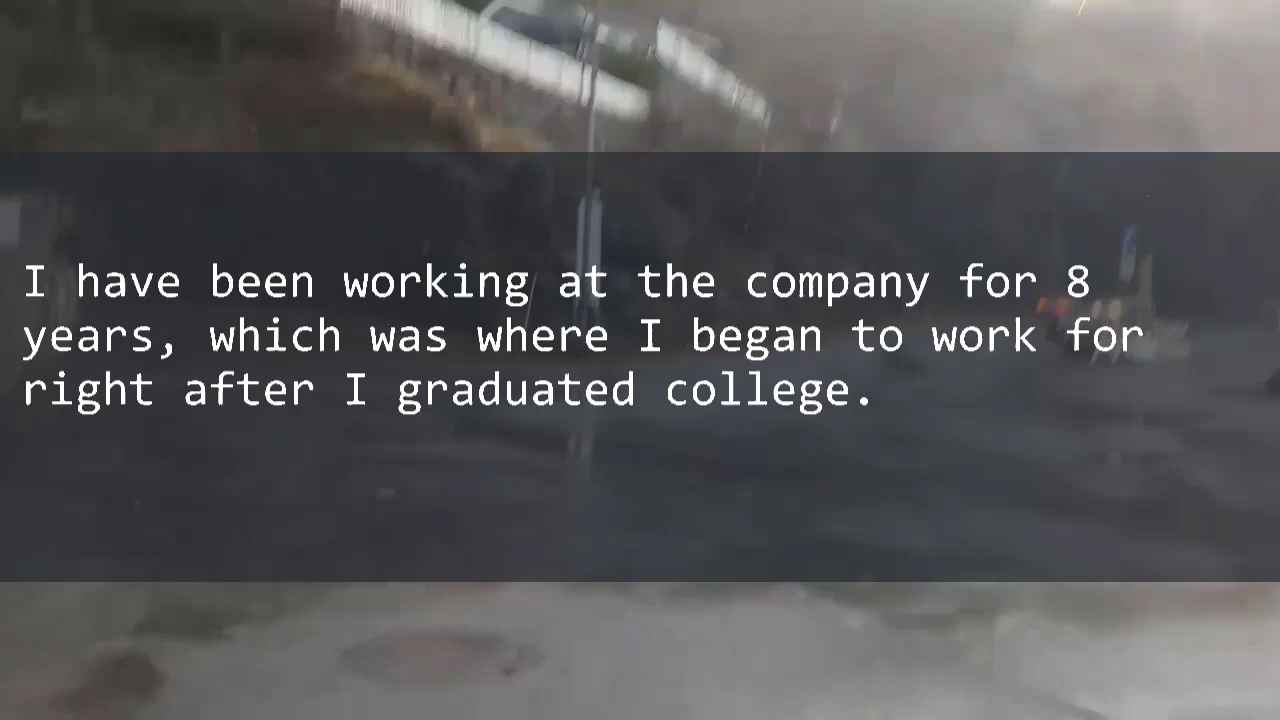 I have been working at the company for 8
years, which was where I began to work for
right after I graduated college.